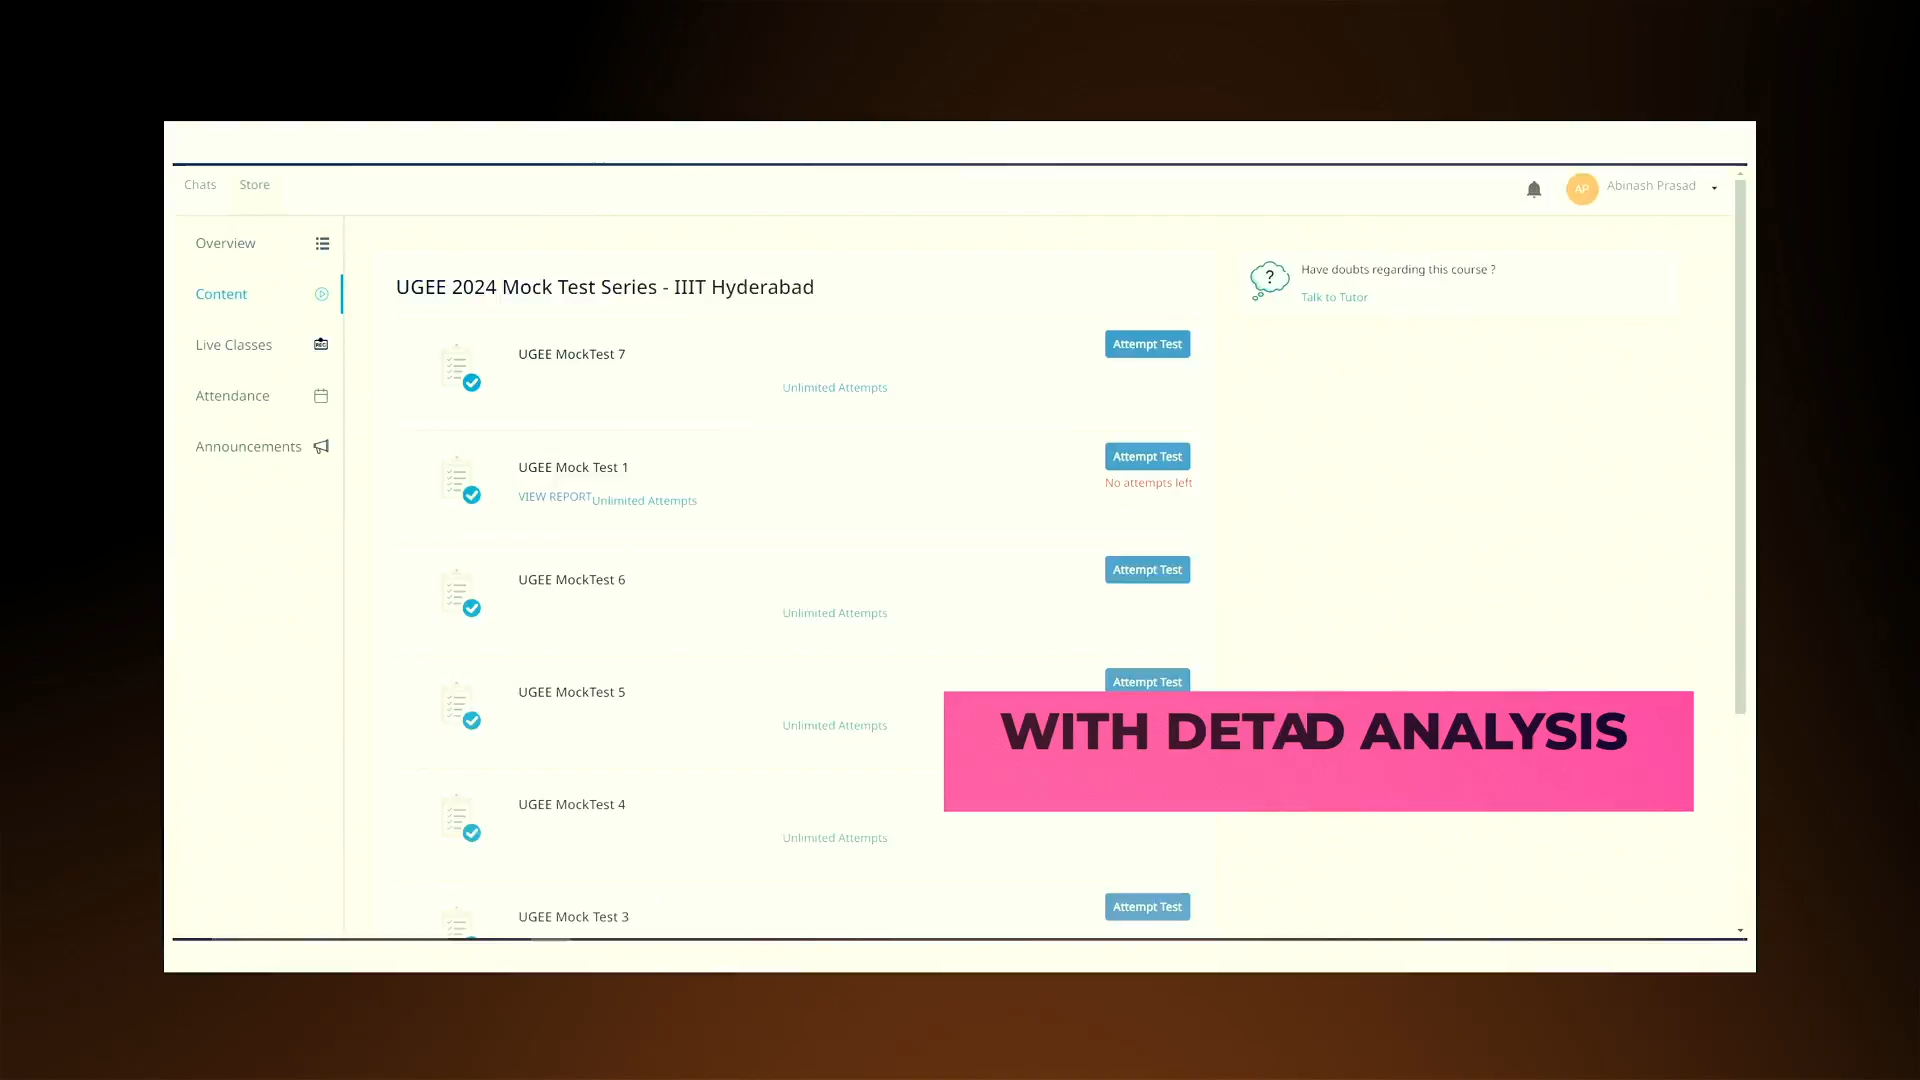 Chats Store
AP Abinash Prasad
Overview
Content
Live Classes
REC
Attendance
Announcements
UGEE 2024 Mock Test Series - IIIT Hyderabad
Have doubts regarding this course ?
Talk to Tutor
UGEE MockTest 7
Attempt Test
Unlimited Attempts
UGEE Mock Test 1
Attempt Test
No attempts left
VIEW REPORT Unlimited Attempts
UGEE MockTest 6
Attempt Test
Unlimited Attempts
UGEE MockTest 5
Attempt Test
Unlimited Attempts
WITH DETAD ANALYSIS
UGEE MockTest 4
Unlimited Attempts
UGEE Mock Test 3
Attempt Test